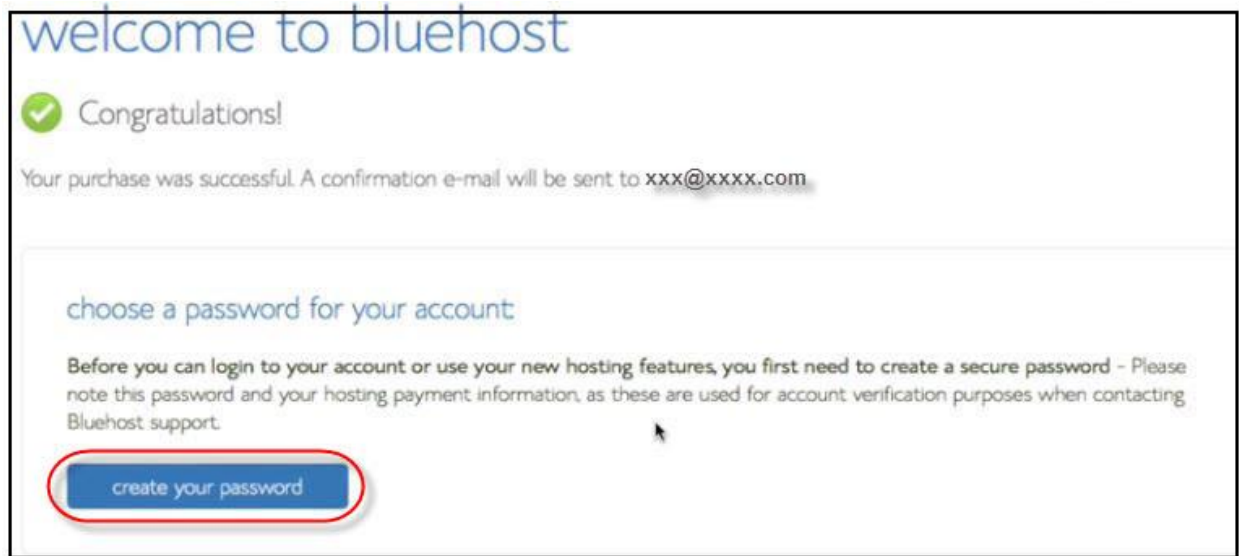 welcome to bluehost
Congratulations!
Your purchase was successful. A confirmation e-mail will be sent to xxx@xxxx.com
choose a password for your account:
Before you can login to your account or use your new hosting features, you first need to create a secure password - Please
note this password and your hosting payment information, as these are used for account verification purposes when contacting
Bluehost support.
create your password